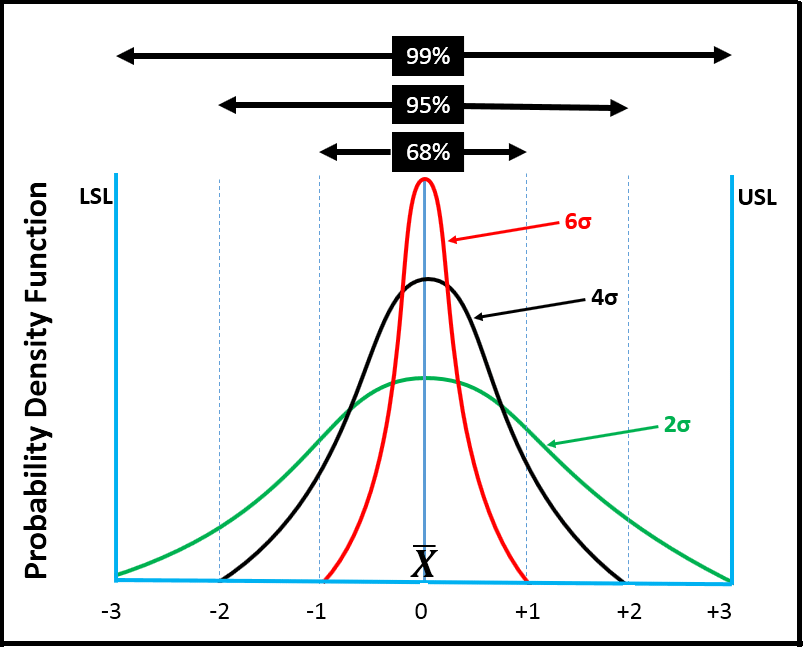 99%
95%
68%
LSL
USL
6σ
4σ
2σ
Probability Density Function
X̅
-3
-2
-1
0
+1
+2
+3